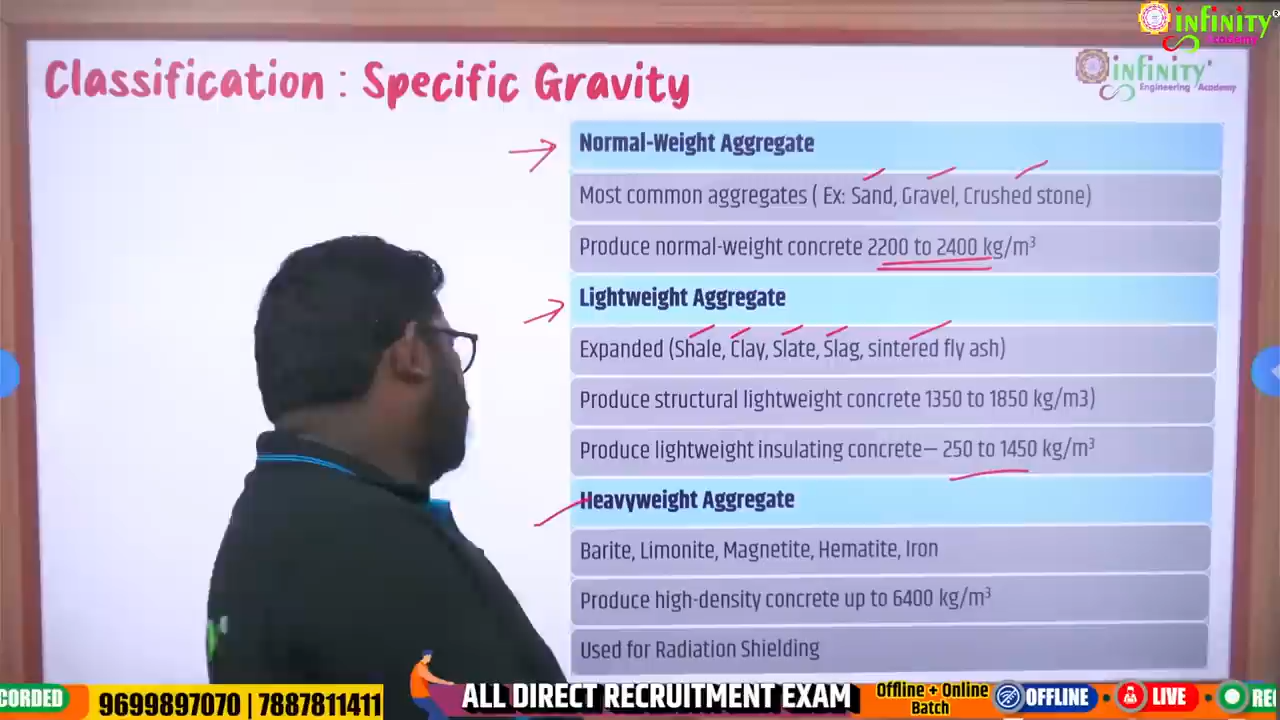 infinity
Academy
Classification : Specific Gravity
infinity
Engineering Academy
Normal-Weight Aggregate
Most common aggregates ( Ex: Sand, Gravel, Crushed stone)
Produce normal-weight concrete 2200 to 2400 kg/m³
Lightweight Aggregate
Expanded (Shale, Clay, Slate, Slag, sintered fly ash)
Produce structural lightweight concrete 1350 to 1850 kg/m3)
Produce lightweight insulating concrete– 250 to 1450 kg/m³
Heavyweight Aggregate
Barite, Limonite, Magnetite, Hematite, Iron
Produce high-density concrete up to 6400 kg/m³
Used for Radiation Shielding
CORDED
9699897070 | 7887811411
ALL DIRECT RECRUITMENT EXAM
Offline + Online
Batch
OFFLINE
LIVE
RE